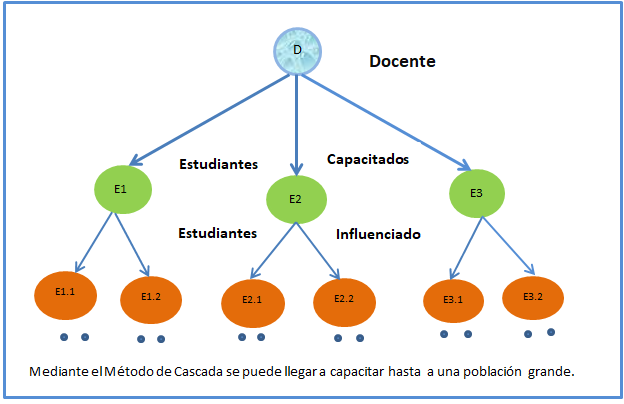 D
Docente
Estudiantes Capacitados
E1 E2 E3
Estudiantes Influenciado
E1.1 E1.2 E2.1 E2.2 E3.1 E3.2
Mediante el Método de Cascada se puede llegar a capacitar hasta a una población grande.